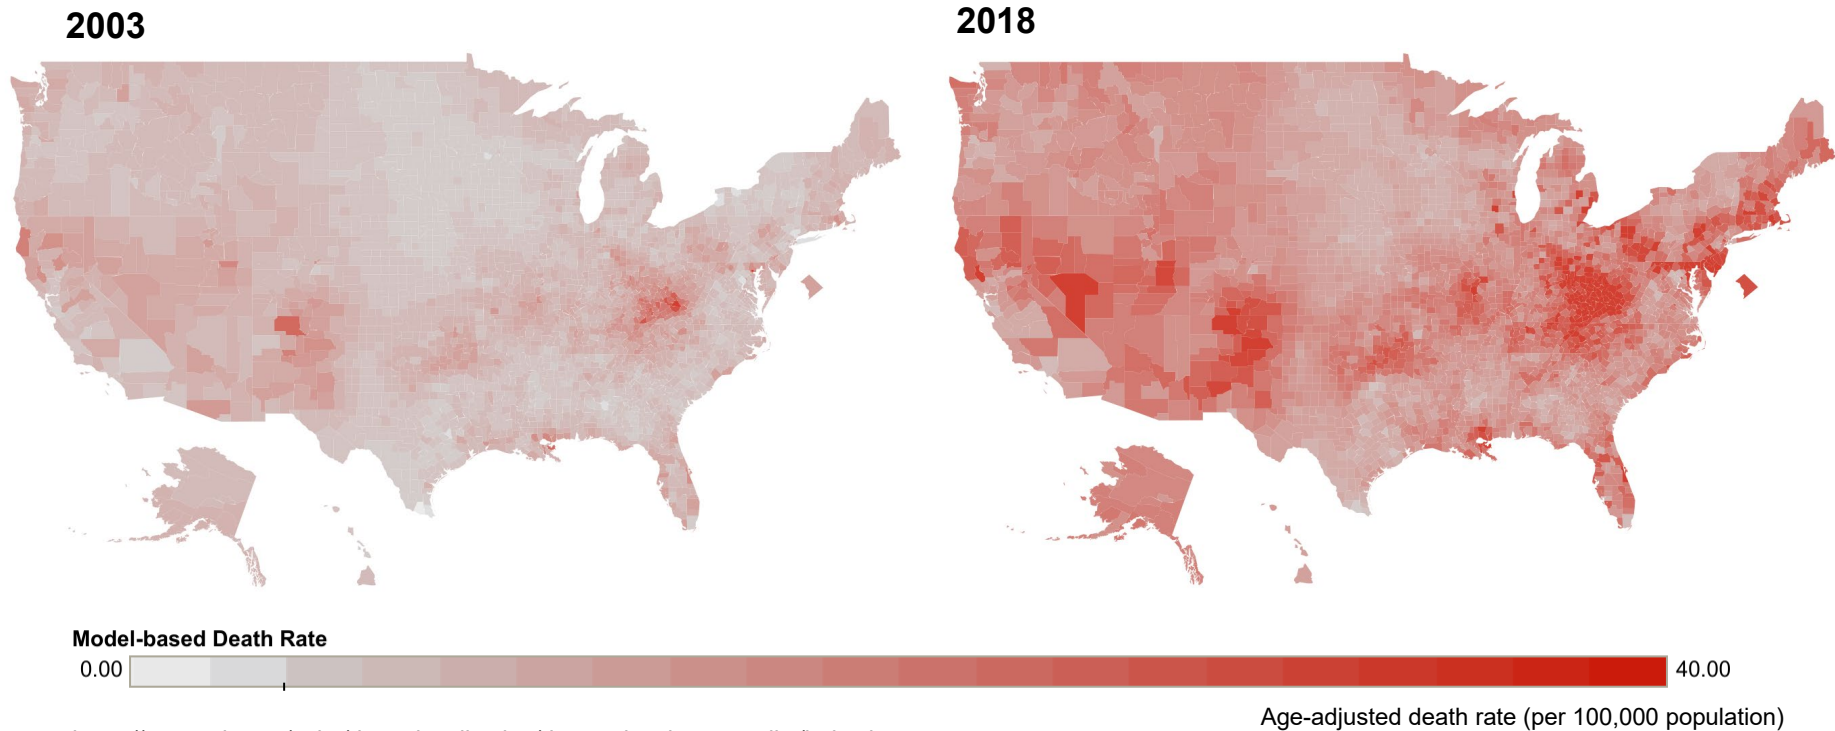 2003
2018
Model-based Death Rate
0.00
40.00
Age-adjusted death rate (per 100,000 population)